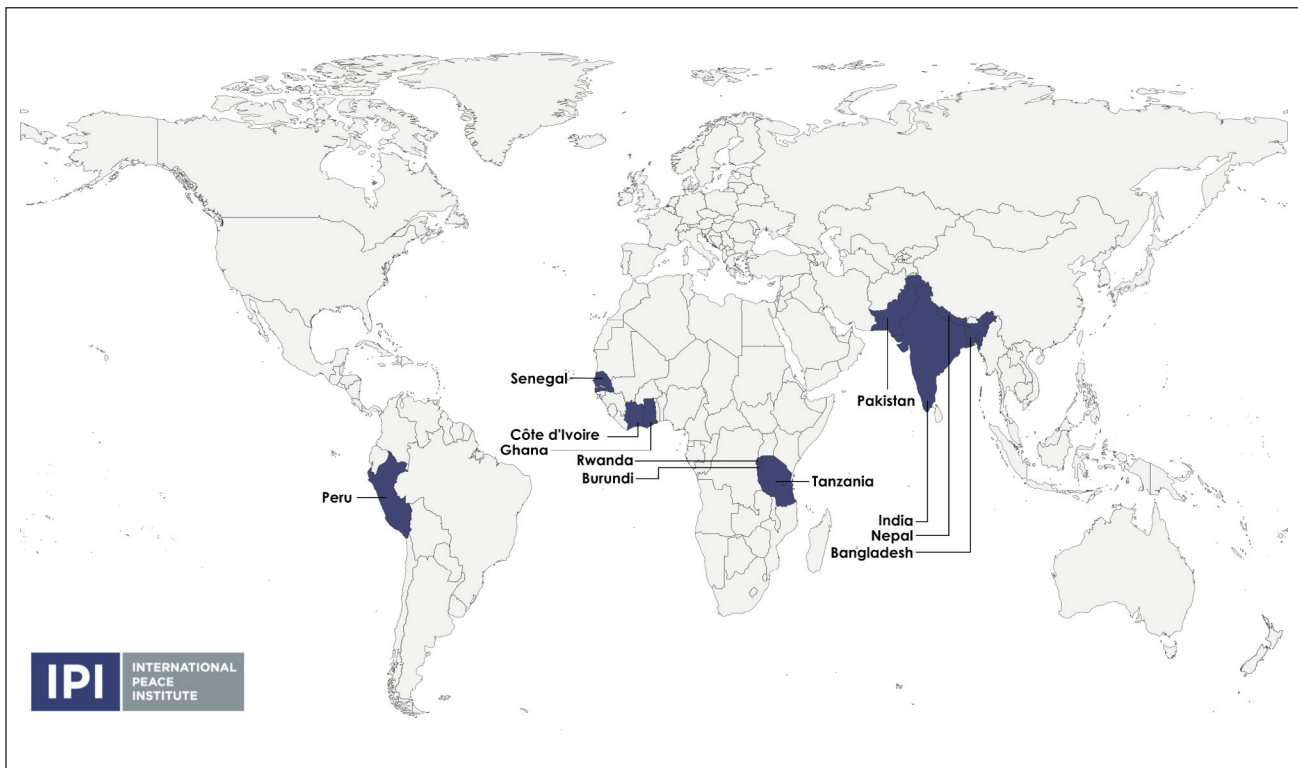 Senegal
Côte d'Ivoire
Ghana
Rwanda
Burundi
Tanzania
Peru
Pakistan
India
Nepal
Bangladesh
IPI INTERNATIONAL
PEACE
INSTITUTE